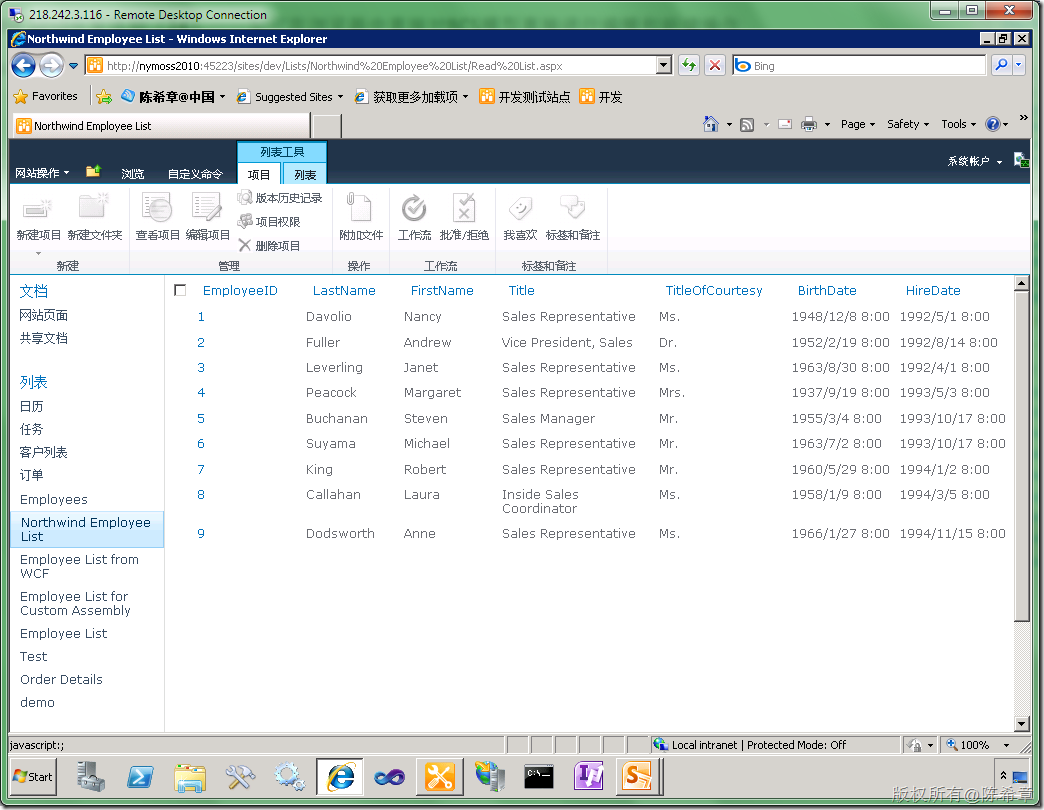 218.242.3.116 - Remote Desktop Connection
Northwind Employee List - Windows Internet Explorer
http://nymoss2010:45223/sites/dev/Lists/Northwind%20Employee%20List/Read%20List.aspx
Bing
Favorites 陈希章@中国 Suggested Sites 获取更多加载项 开发测试站点 开发
Northwind Employee List
Page Safety Tools
列表工具
系统帐户
网站操作 浏览 自定义命令 项目 列表
新建项目 新建文件夹 查看项目 编辑项目 版本历史记录 项目权限 删除项目 附加文件 工作流 批准/拒绝 我喜欢 标签和备注
新建 管理 操作 工作流 标签和备注
文档
网站页面
共享文档
列表
日历
任务
客户列表
订单
Employees
Northwind Employee
List
Employee List from
WCF
Employee List for
Custom Assembly
Employee List
Test
Order Details
demo
EmployeeID LastName FirstName Title TitleOfCourtesy BirthDate HireDate
1 Davolio Nancy Sales Representative Ms. 1948/12/8 8:00 1992/5/1 8:00
2 Fuller Andrew Vice President, Sales Dr. 1952/2/19 8:00 1992/8/14 8:00
3 Leverling Janet Sales Representative Ms. 1963/8/30 8:00 1992/4/1 8:00
4 Peacock Margaret Sales Representative Mrs. 1937/9/19 8:00 1993/5/3 8:00
5 Buchanan Steven Sales Manager Mr. 1955/3/4 8:00 1993/10/17 8:00
6 Suyama Michael Sales Representative Mr. 1963/7/2 8:00 1993/10/17 8:00
7 King Robert Sales Representative Mr. 1960/5/29 8:00 1994/1/2 8:00
8 Callahan Laura Inside Sales Ms. 1958/1/9 8:00 1994/3/5 8:00
Coordinator
9 Dodsworth Anne Sales Representative Ms. 1966/1/27 8:00 1994/11/15 8:00
javascript:; Local intranet | Protected Mode: Off 100%
Start
版权所有@陈希章